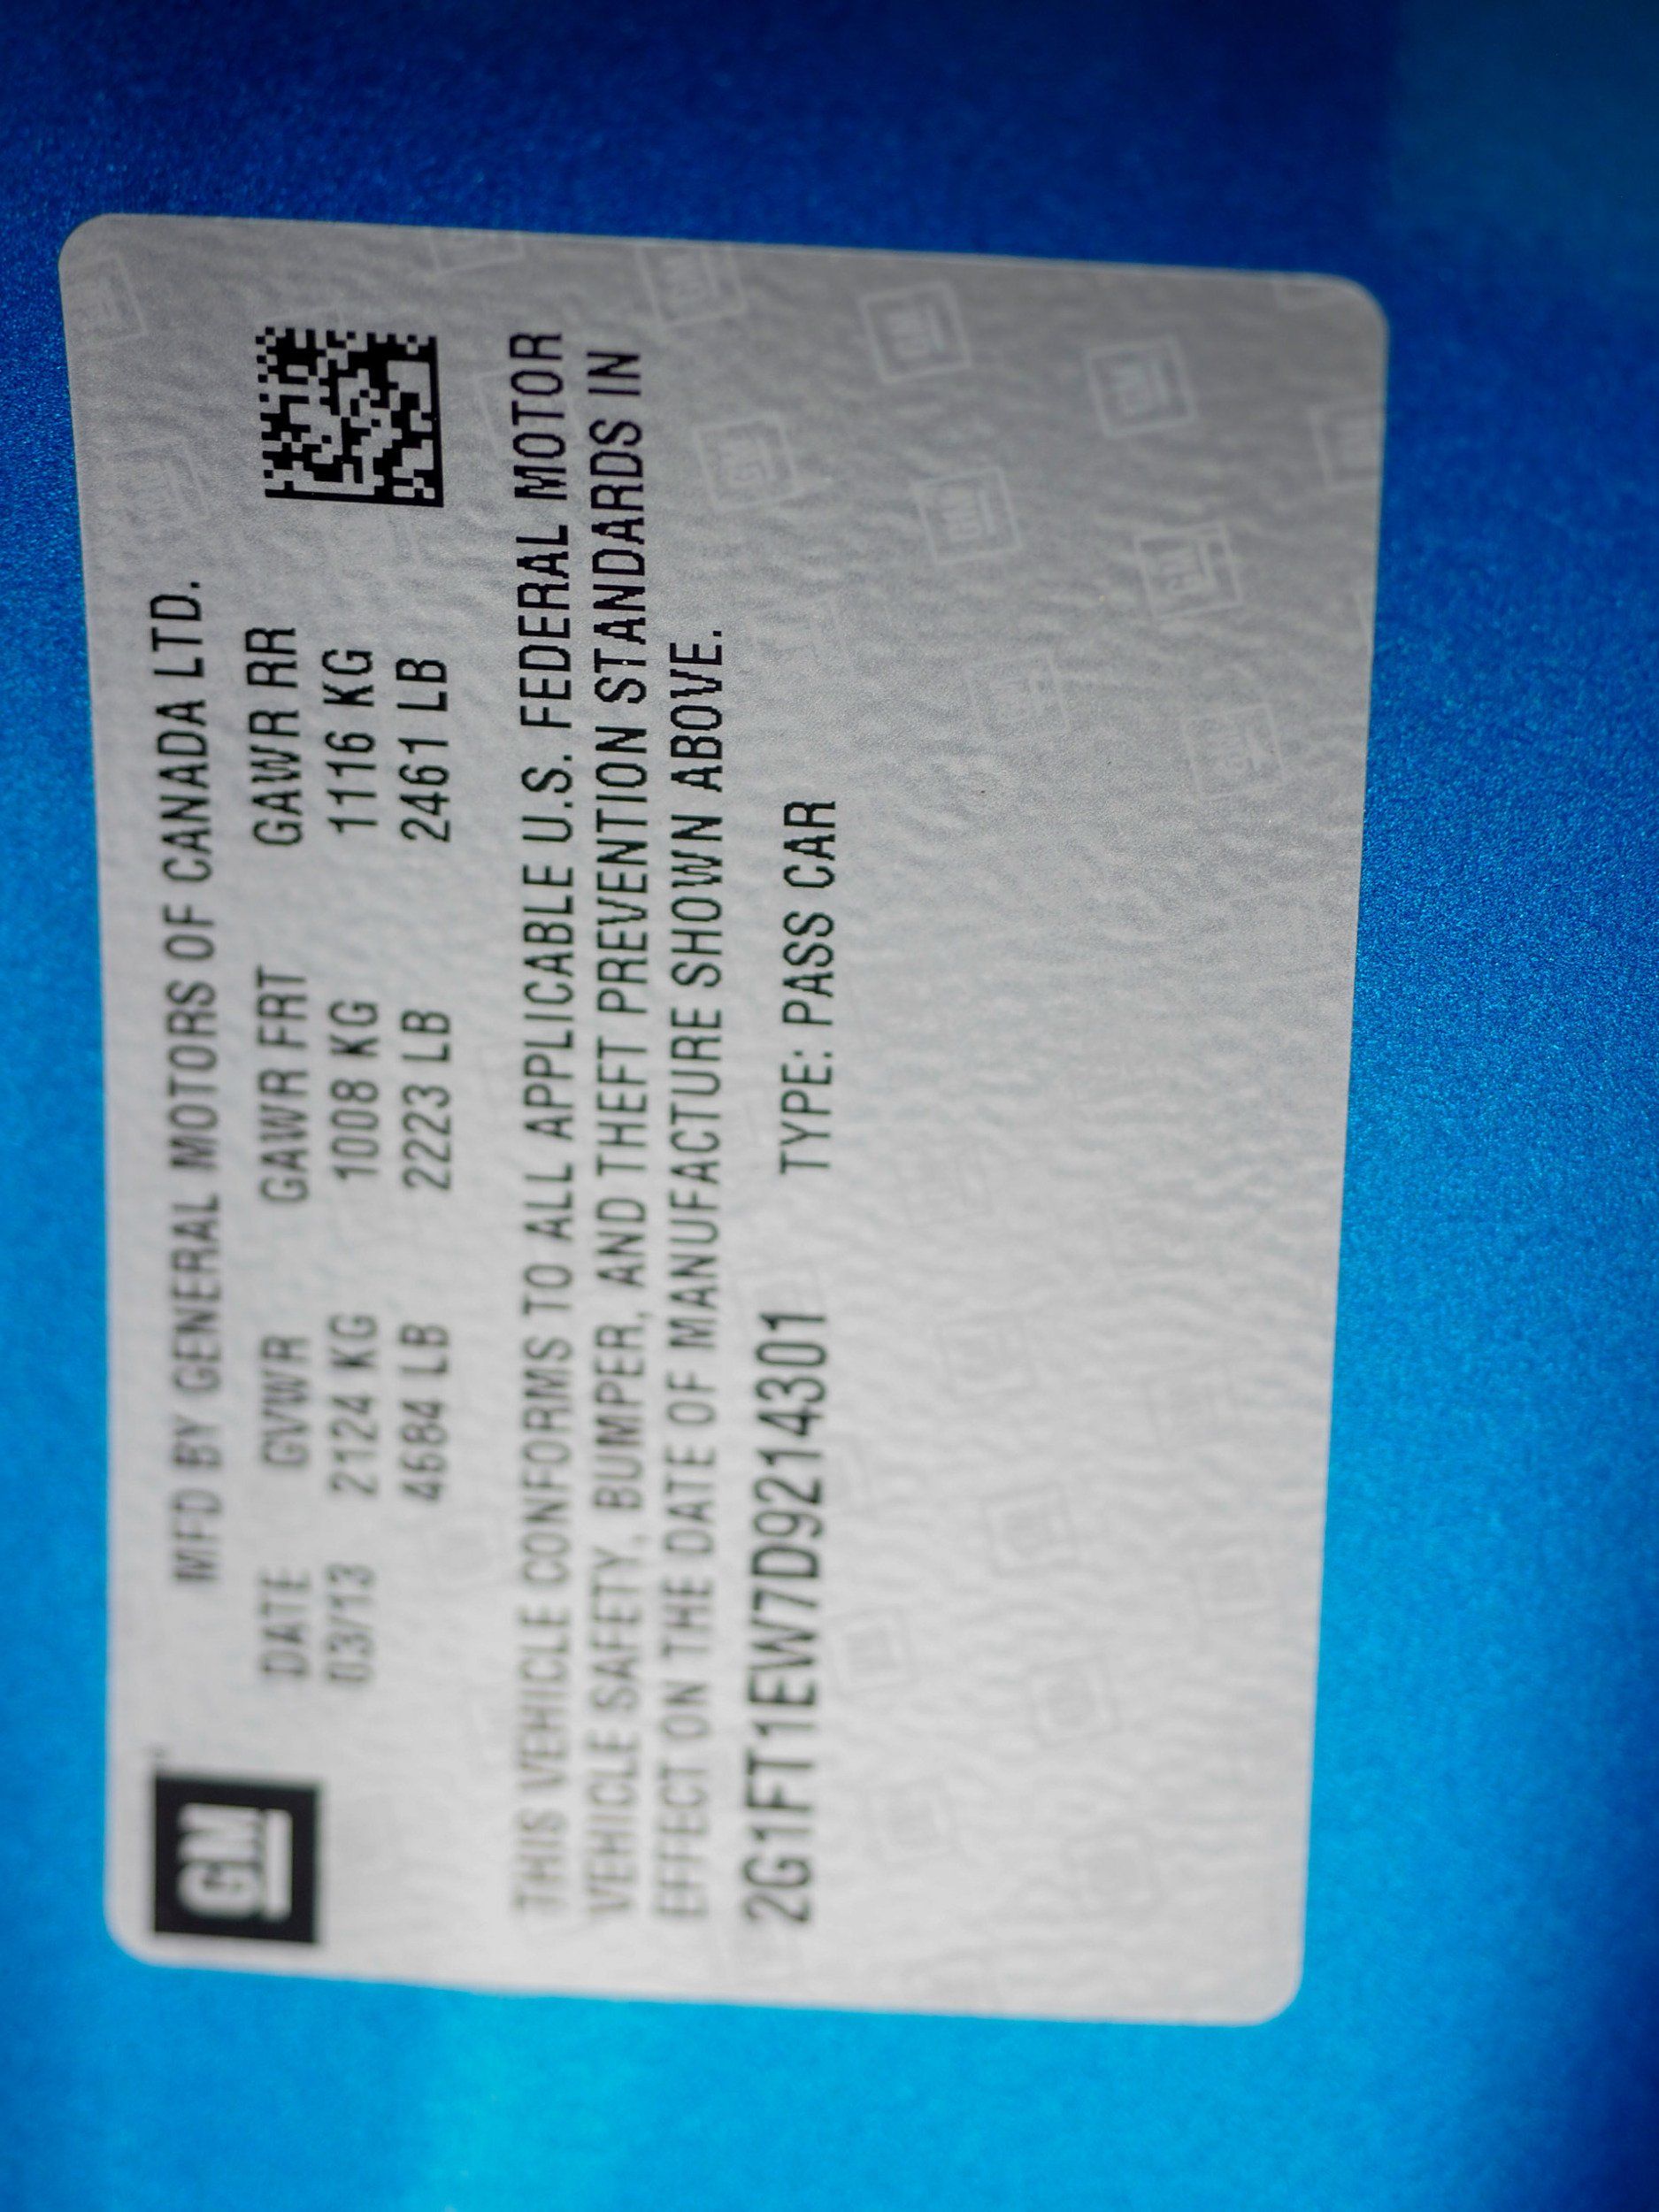 GM
MFD BY GENERAL MOTORS OF CANADA LTD.
DATE GVWR GAWR FRT GAWR RR
03/13 2124 KG 1008 KG 1116 KG
4684 LB 2223 LB 2461 LB
THIS VEHICLE CONFORMS TO ALL APPLICABLE U.S. FEDERAL MOTOR
VEHICLE SAFETY, BUMPER, AND THEFT PREVENTION STANDARDS IN
EFFECT ON THE DATE OF MANUFACTURE SHOWN ABOVE.
2G1FT1EW7D9214301 TYPE: PASS CAR